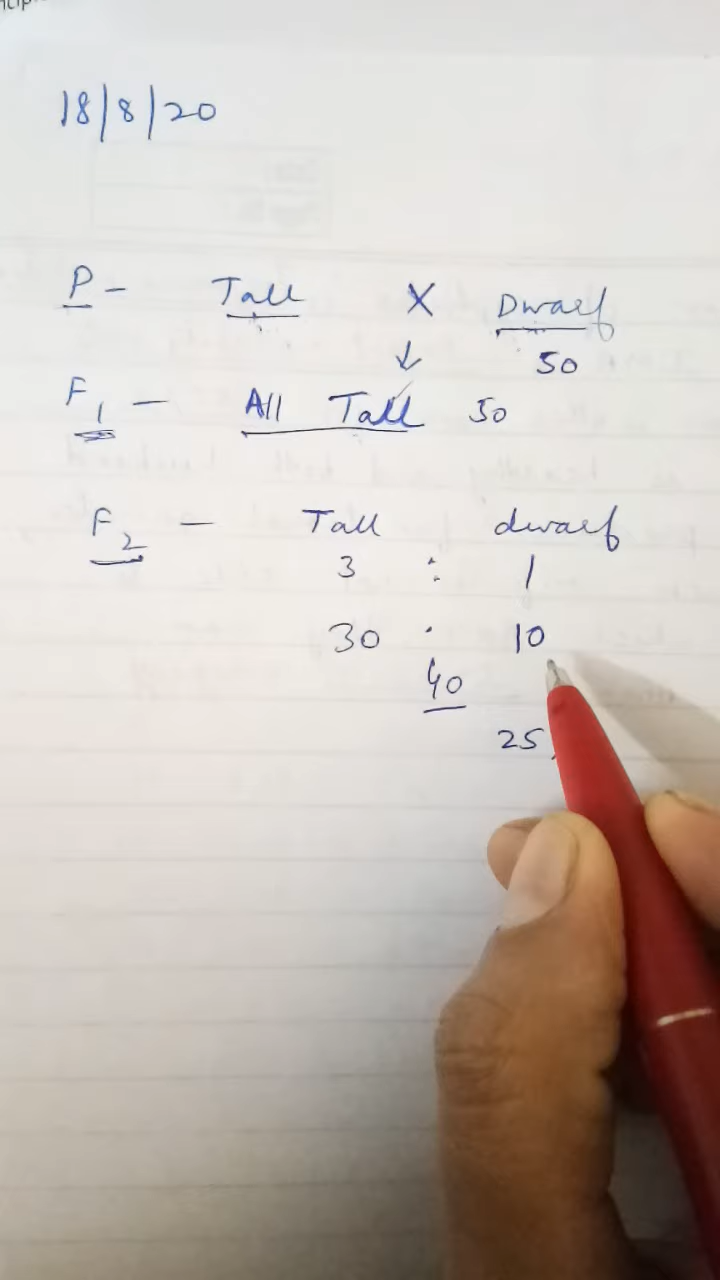 18/8/20
P - Tall X Dwarf
↓ 50
F1 - All Tall 50
F2 - Tall dwarf
3 : 1
30 . 10
40
25